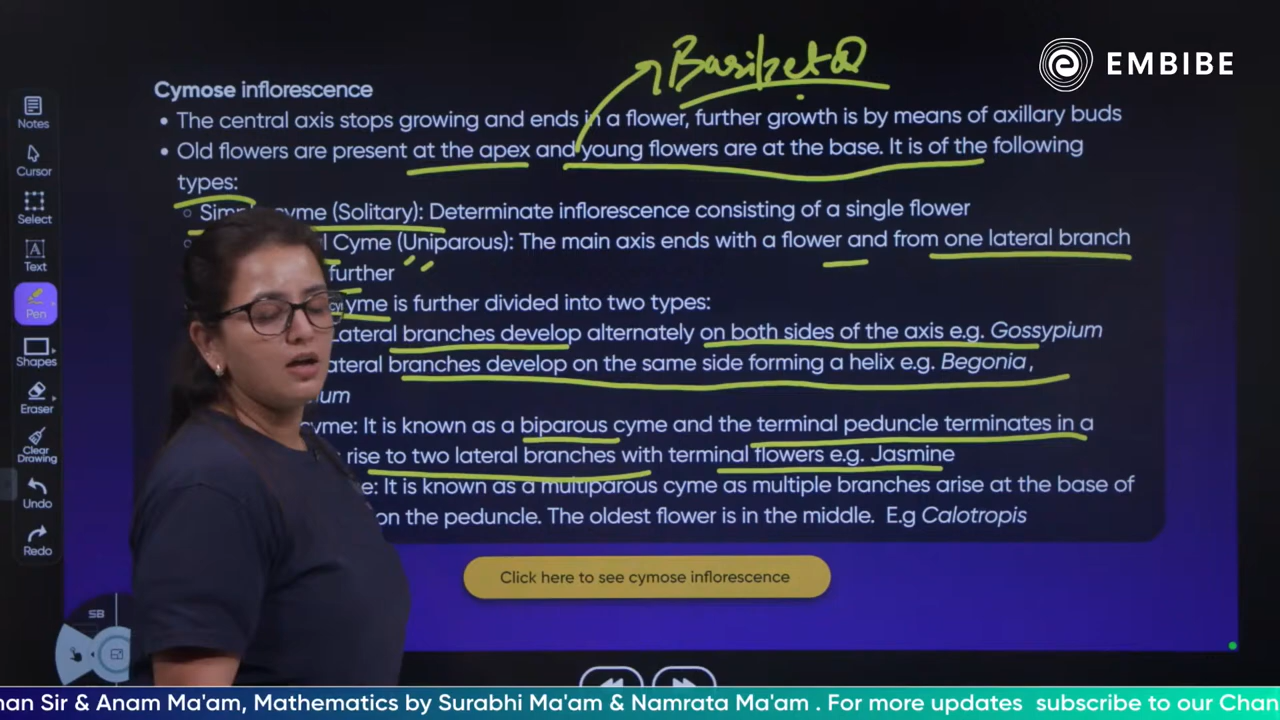 BasipetaL
EMBIBE
Cymose inflorescence
• The central axis stops growing and ends in a flower, further growth is by means of axillary buds
• Old flowers are present at the apex and young flowers are at the base. It is of the following
types:
cyme (Solitary): Determinate inflorescence consisting of a single flower
Cyme (Uniparous): The main axis ends with a flower and from one lateral branch
further
is further divided into two types:
branches develop alternately on both sides of the axis e.g. Gossypium
branches develop on the same side forming a helix e.g. Begonia,
It is known as a biparous cyme and the terminal peduncle terminates in a
rise to two lateral branches with terminal flowers e.g. Jasmine
It is known as a multiparous cyme as multiple branches arise at the base of
on the peduncle. The oldest flower is in the middle. E.g Calotropis
Click here to see cymose inflorescence
Notes
Cursor
Select
Text
Pen
Shapes
Eraser
Clear
Drawing
Undo
Redo
SB
Sir & Anam Ma'am, Mathematics by Surabhi Ma'am & Namrata Ma'am . For more updates subscribe to our